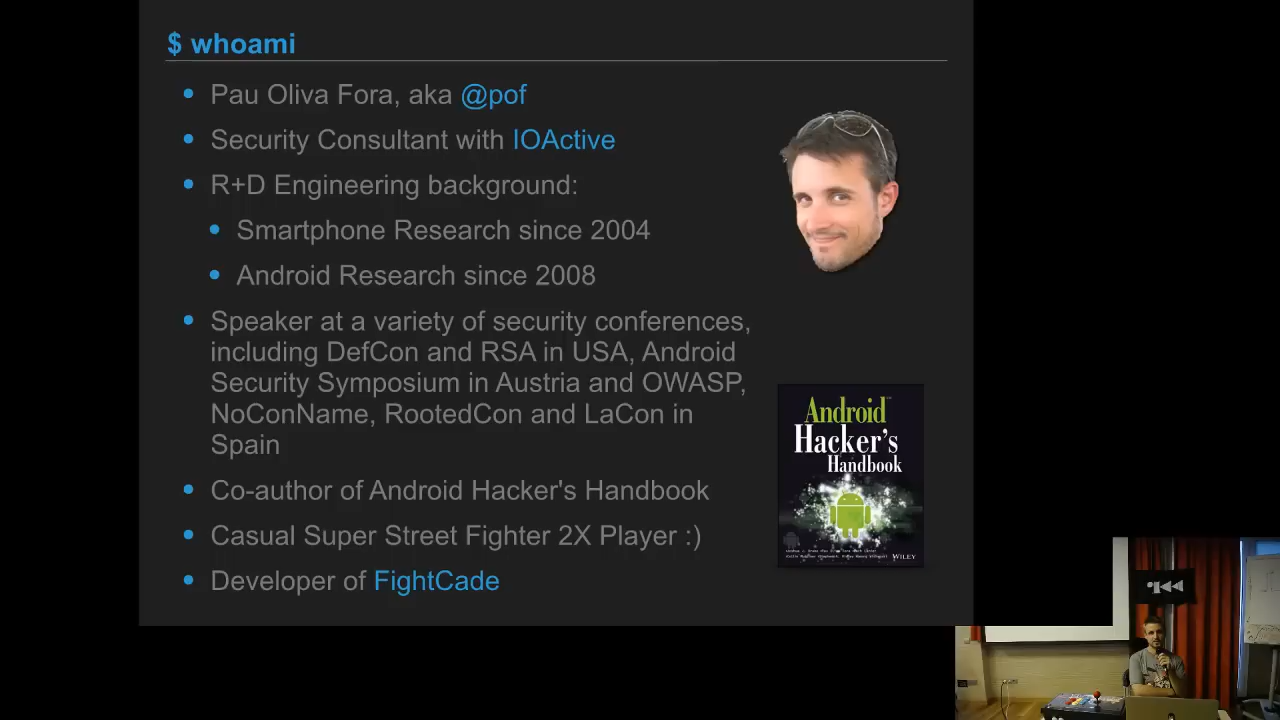 $ whoami
Pau Oliva Fora, aka @pof
Security Consultant with IOActive
R+D Engineering background:
Smartphone Research since 2004
Android Research since 2008
Speaker at a variety of security conferences,
including DefCon and RSA in USA, Android
Security Symposium in Austria and OWASP,
NoConName, RootedCon and LaCon in
Spain
Co-author of Android Hacker's Handbook
Casual Super Street Fighter 2X Player :)
Developer of FightCade
Android™
Hacker's
Handbook
WILEY